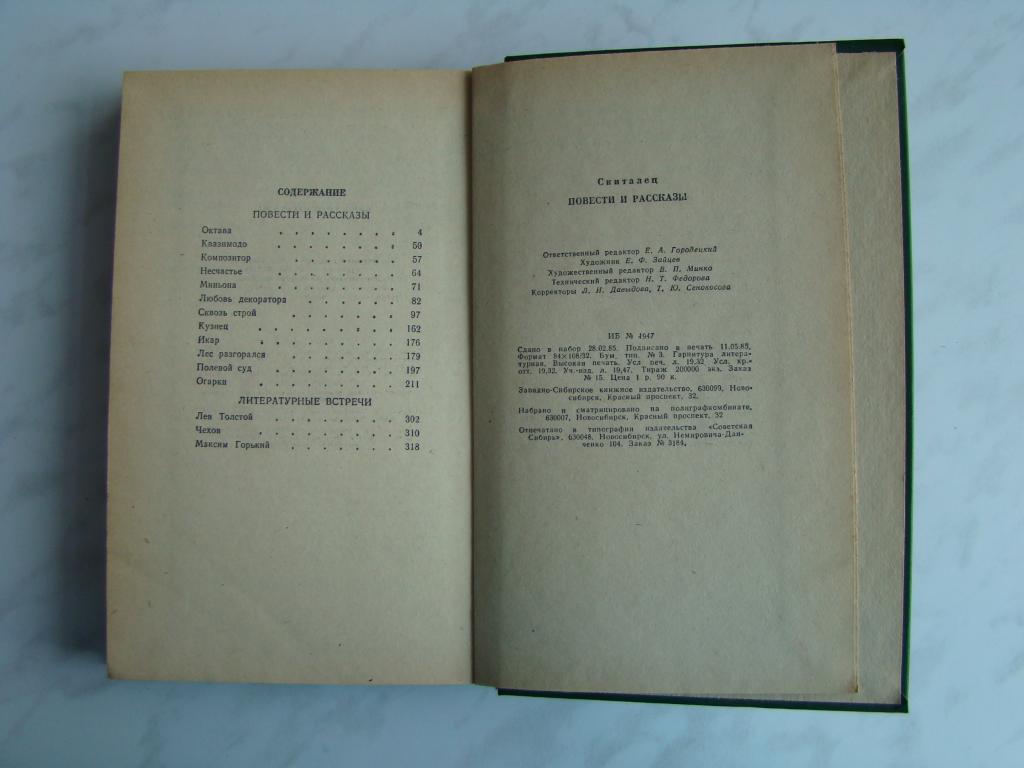 СОДЕРЖАНИЕ
ПОВЕСТИ И РАССКАЗЫ
Октава . . . . . . . . 4
Квазимодо . . . . . . . . 50
Композитор . . . . . . . 57
Несчастье . . . . . . . 64
Миньона . . . . . . . 71
Любовь декоратора . . . . . . 82
Сквозь строй . . . . . . . 97
Кузнец . . . . . . . . 162
Икар . . . . . . . . 176
Лес разгорался . . . . . . . 179
Полевой суд . . . . . . . 197
Огарки . . . . . . . . 211
ЛИТЕРАТУРНЫЕ ВСТРЕЧИ
Лев Толстой . . . . . . . . 302
Чехов . . . . . . . . 310
Максим Горький . . . . . . 318
Скиталец
ПОВЕСТИ И РАССКАЗЫ
Ответственный редактор Е. А. Городецкий
Художник Е. Ф. Зайцев
Художественный редактор В. П. Минко
Технический редактор Н. Т. Федорова
Корректоры Л. И. Давыдова, Т. Ю. Сенокосова
ИБ № 4947
Сдано в набор 28.02.85. Подписано в печать 11.05.85.
Формат 84×108/32. Бум. тип. № 3. Гарнитура литера-
турная. Высокая печать. Усл печ. л. 19,32 Усл. кр.-
отт. 19,32. Уч.-изд. л. 19,47. Тираж 200000 экз. Заказ
№ 15. Цена 1 р. 90 к.
Западно-Сибирское книжное издательство, 630099, Ново-
сибирск, Красный проспект, 32.
Набрано и сматрицировано на полиграфкомбинате,
630007, Новосибирск, Красный проспект, 32
Отпечатано в типографии издательства «Советская
Сибирь», 630048, Новосибирск, ул. Немировича-Дан-
ченко 104. Заказ № 3184.